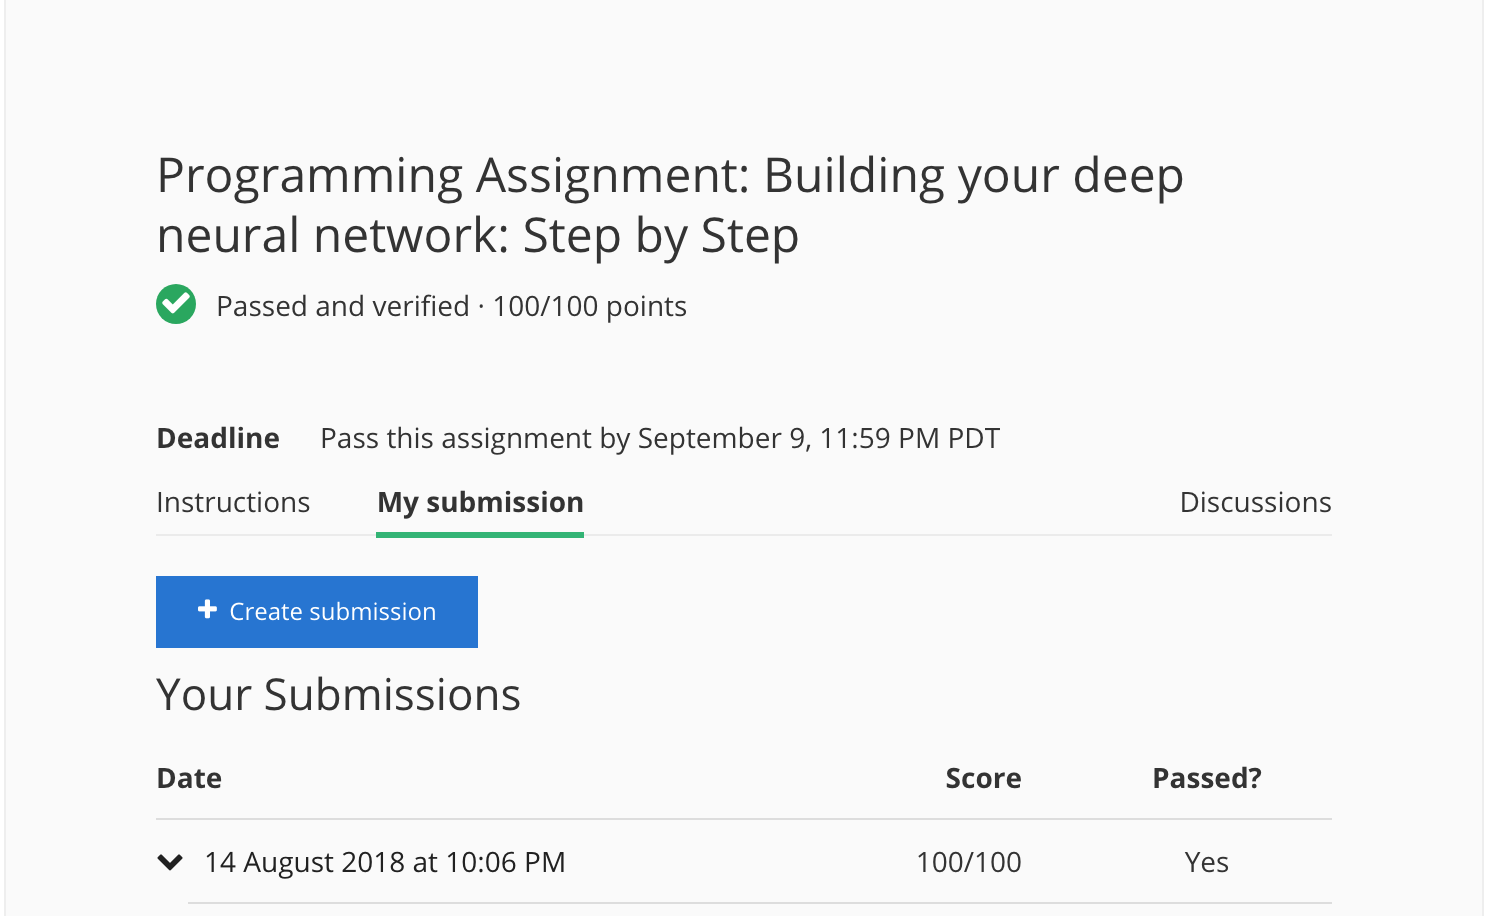 Programming Assignment: Building your deep
neural network: Step by Step
Passed and verified · 100/100 points
Deadline Pass this assignment by September 9, 11:59 PM PDT
Instructions My submission Discussions
+ Create submission
Your Submissions
Date Score Passed?
14 August 2018 at 10:06 PM 100/100 Yes